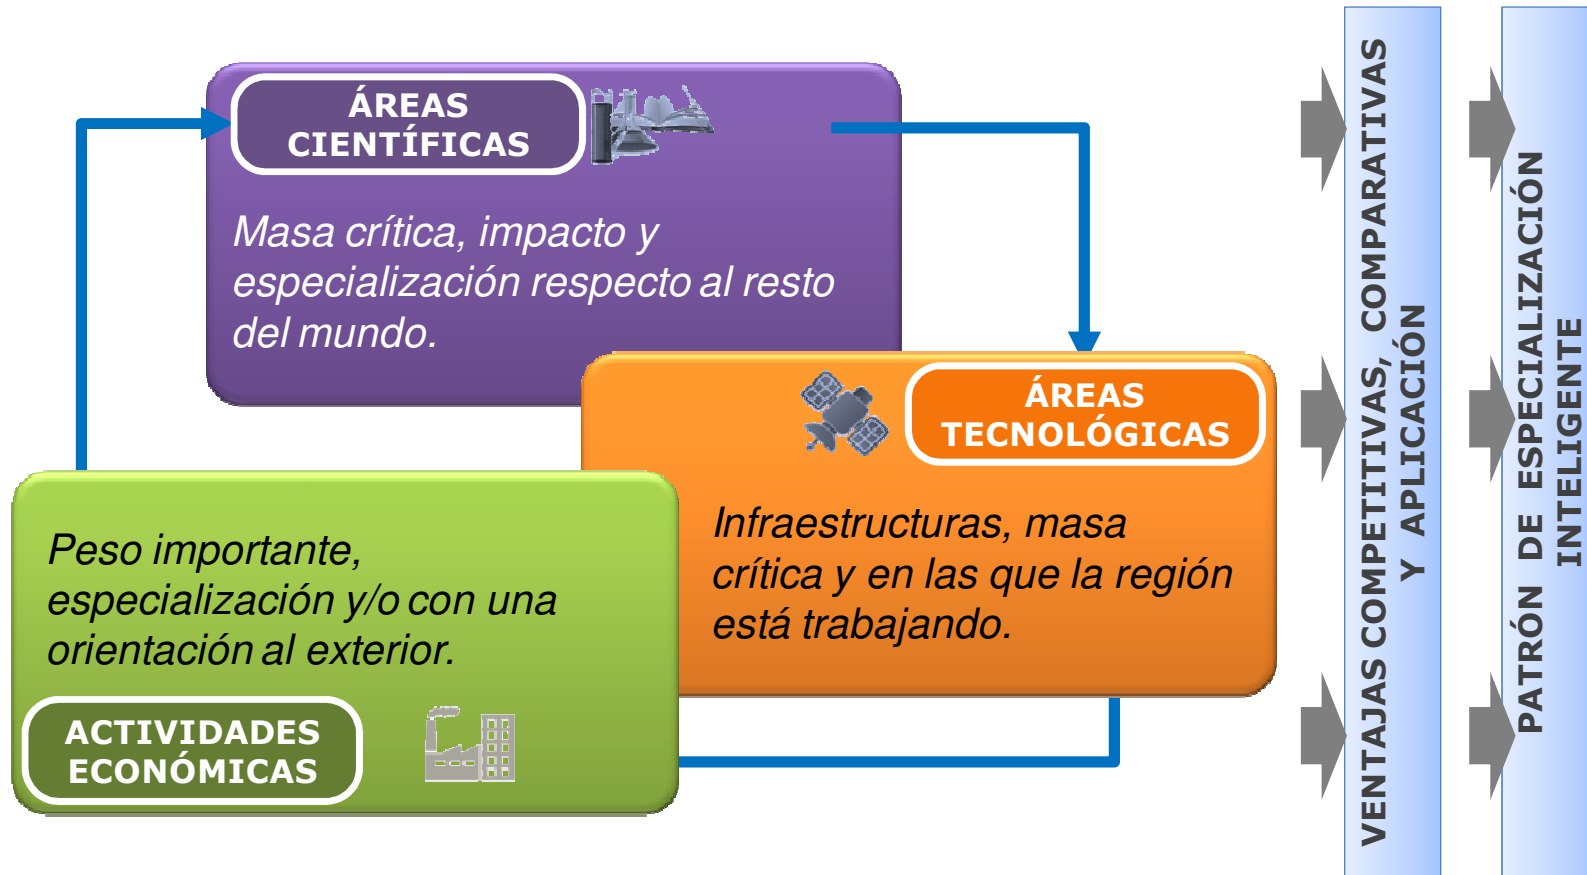 ÁREAS
CIENTÍFICAS
Masa crítica, impacto y
especialización respecto al resto
del mundo.
ÁREAS
TECNOLÓGICAS
Infraestructuras, masa
crítica y en las que la región
está trabajando.
Peso importante,
especialización y/o con una
orientación al exterior.
ACTIVIDADES
ECONÓMICAS
VENTAJAS COMPETITIVAS, COMPARATIVAS
Y APLICACIÓN
PATRÓN DE ESPECIALIZACIÓN
INTELIGENTE